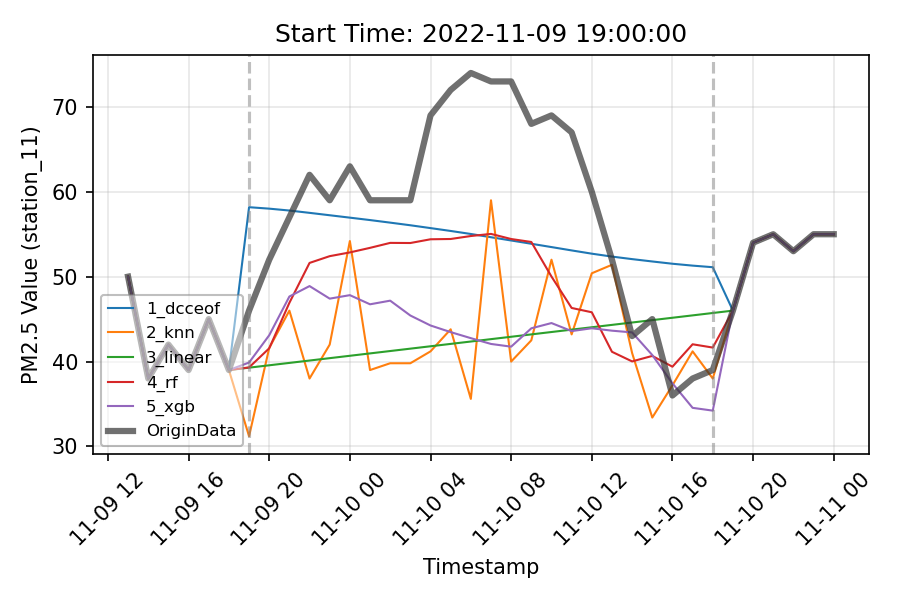 Start Time: 2022-11-09 19:00:00
PM2.5 Value (station_11)
70
60
50
40
30
1_dcceof
2_knn
3_linear
4_rf
5_xgb
OriginData
11-09 12
11-09 16
11-09 20
11-10 00
11-10 04
11-10 08
11-10 12
11-10 16
11-10 20
11-11 00
Timestamp